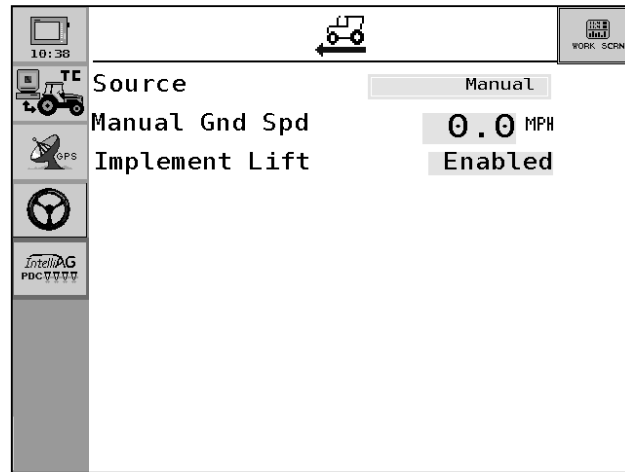 10:38
WORK SCRN
TC
Source Manual
Manual Gnd Spd 0.0 MPH
Implement Lift Enabled
GPS
IntelliAG
PDC